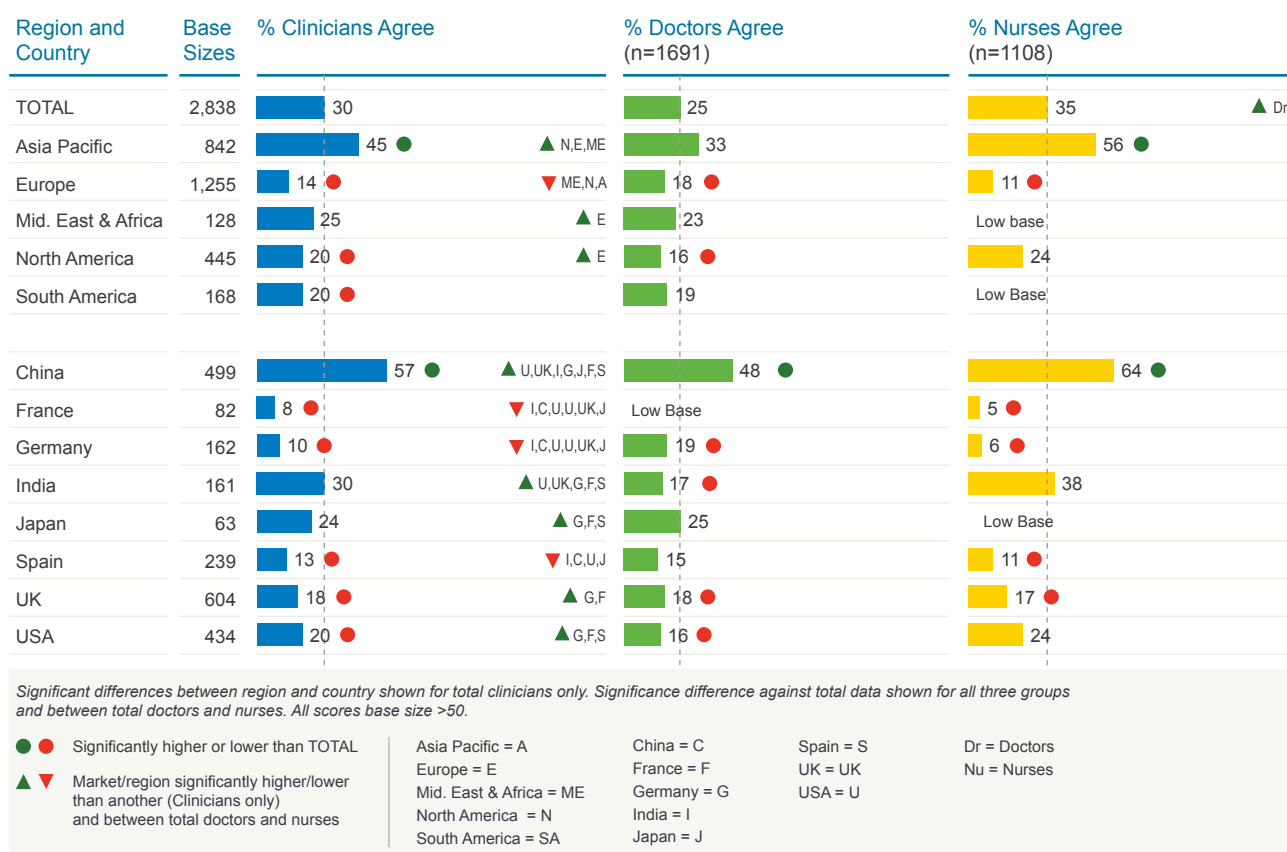 Region and Country Base Sizes % Clinicians Agree % Doctors Agree (n=1691) % Nurses Agree (n=1108)
TOTAL 2,838 30 25 35 Dr
Asia Pacific 842 45 N,E,ME 33 56
Europe 1,255 14 ME,N,A 18 11
Mid. East & Africa 128 25 E 23 Low base
North America 445 20 E 16 24
South America 168 20 19 Low Base
China 499 57 U,UK,I,G,J,F,S 48 64
France 82 8 I,C,U,U,UK,J Low Base 5
Germany 162 10 I,C,U,U,UK,J 19 6
India 161 30 U,UK,G,F,S 17 38
Japan 63 24 G,F,S 25 Low Base
Spain 239 13 I,C,U,J 15 11
UK 604 18 G,F 18 17
USA 434 20 G,F,S 16 24
Significant differences between region and country shown for total clinicians only. Significance difference against total data shown for all three groups
and between total doctors and nurses. All scores base size >50.
Significantly higher or lower than TOTAL
Market/region significantly higher/lower
than another (Clinicians only)
and between total doctors and nurses
Asia Pacific = A
Europe = E
Mid. East & Africa = ME
North America = N
South America = SA
China = C
France = F
Germany = G
India = I
Japan = J
Spain = S
UK = UK
USA = U
Dr = Doctors
Nu = Nurses